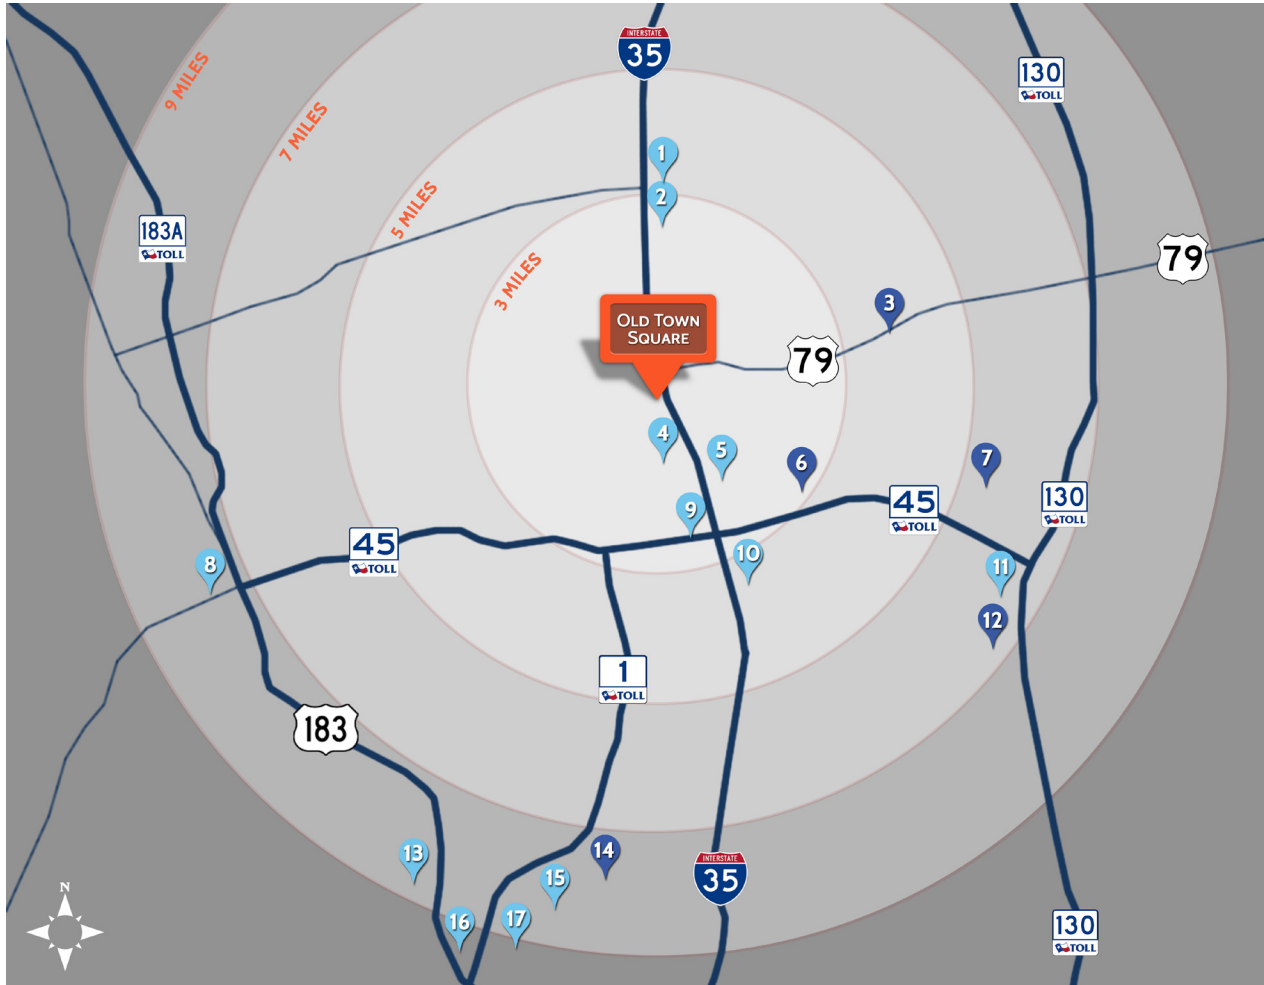 INTERSTATE
35
130
TOLL
9 MILES
7 MILES
5 MILES
3 MILES
1
2
183A
TOLL
79
3
OLD TOWN
SQUARE
79
4
5
6
7
45
TOLL
130
TOLL
9
45
TOLL
8
10
11
12
1
TOLL
183
13
14
15
16
17
INTERSTATE
35
130
TOLL
N